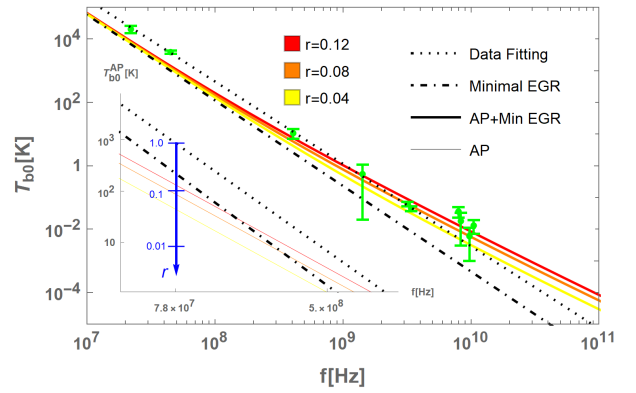 10^4
10^2
1
10^-2
10^-4
T_b0[K]
r=0.12
r=0.08
r=0.04
Data Fitting
Minimal EGR
AP+Min EGR
AP
T_b0^AP[K]
10^3
10^2
10
1.0
0.1
0.01
r
f[Hz]
7.8×10^7
5.×10^8
10^7
10^8
10^9
10^10
10^11
f[Hz]